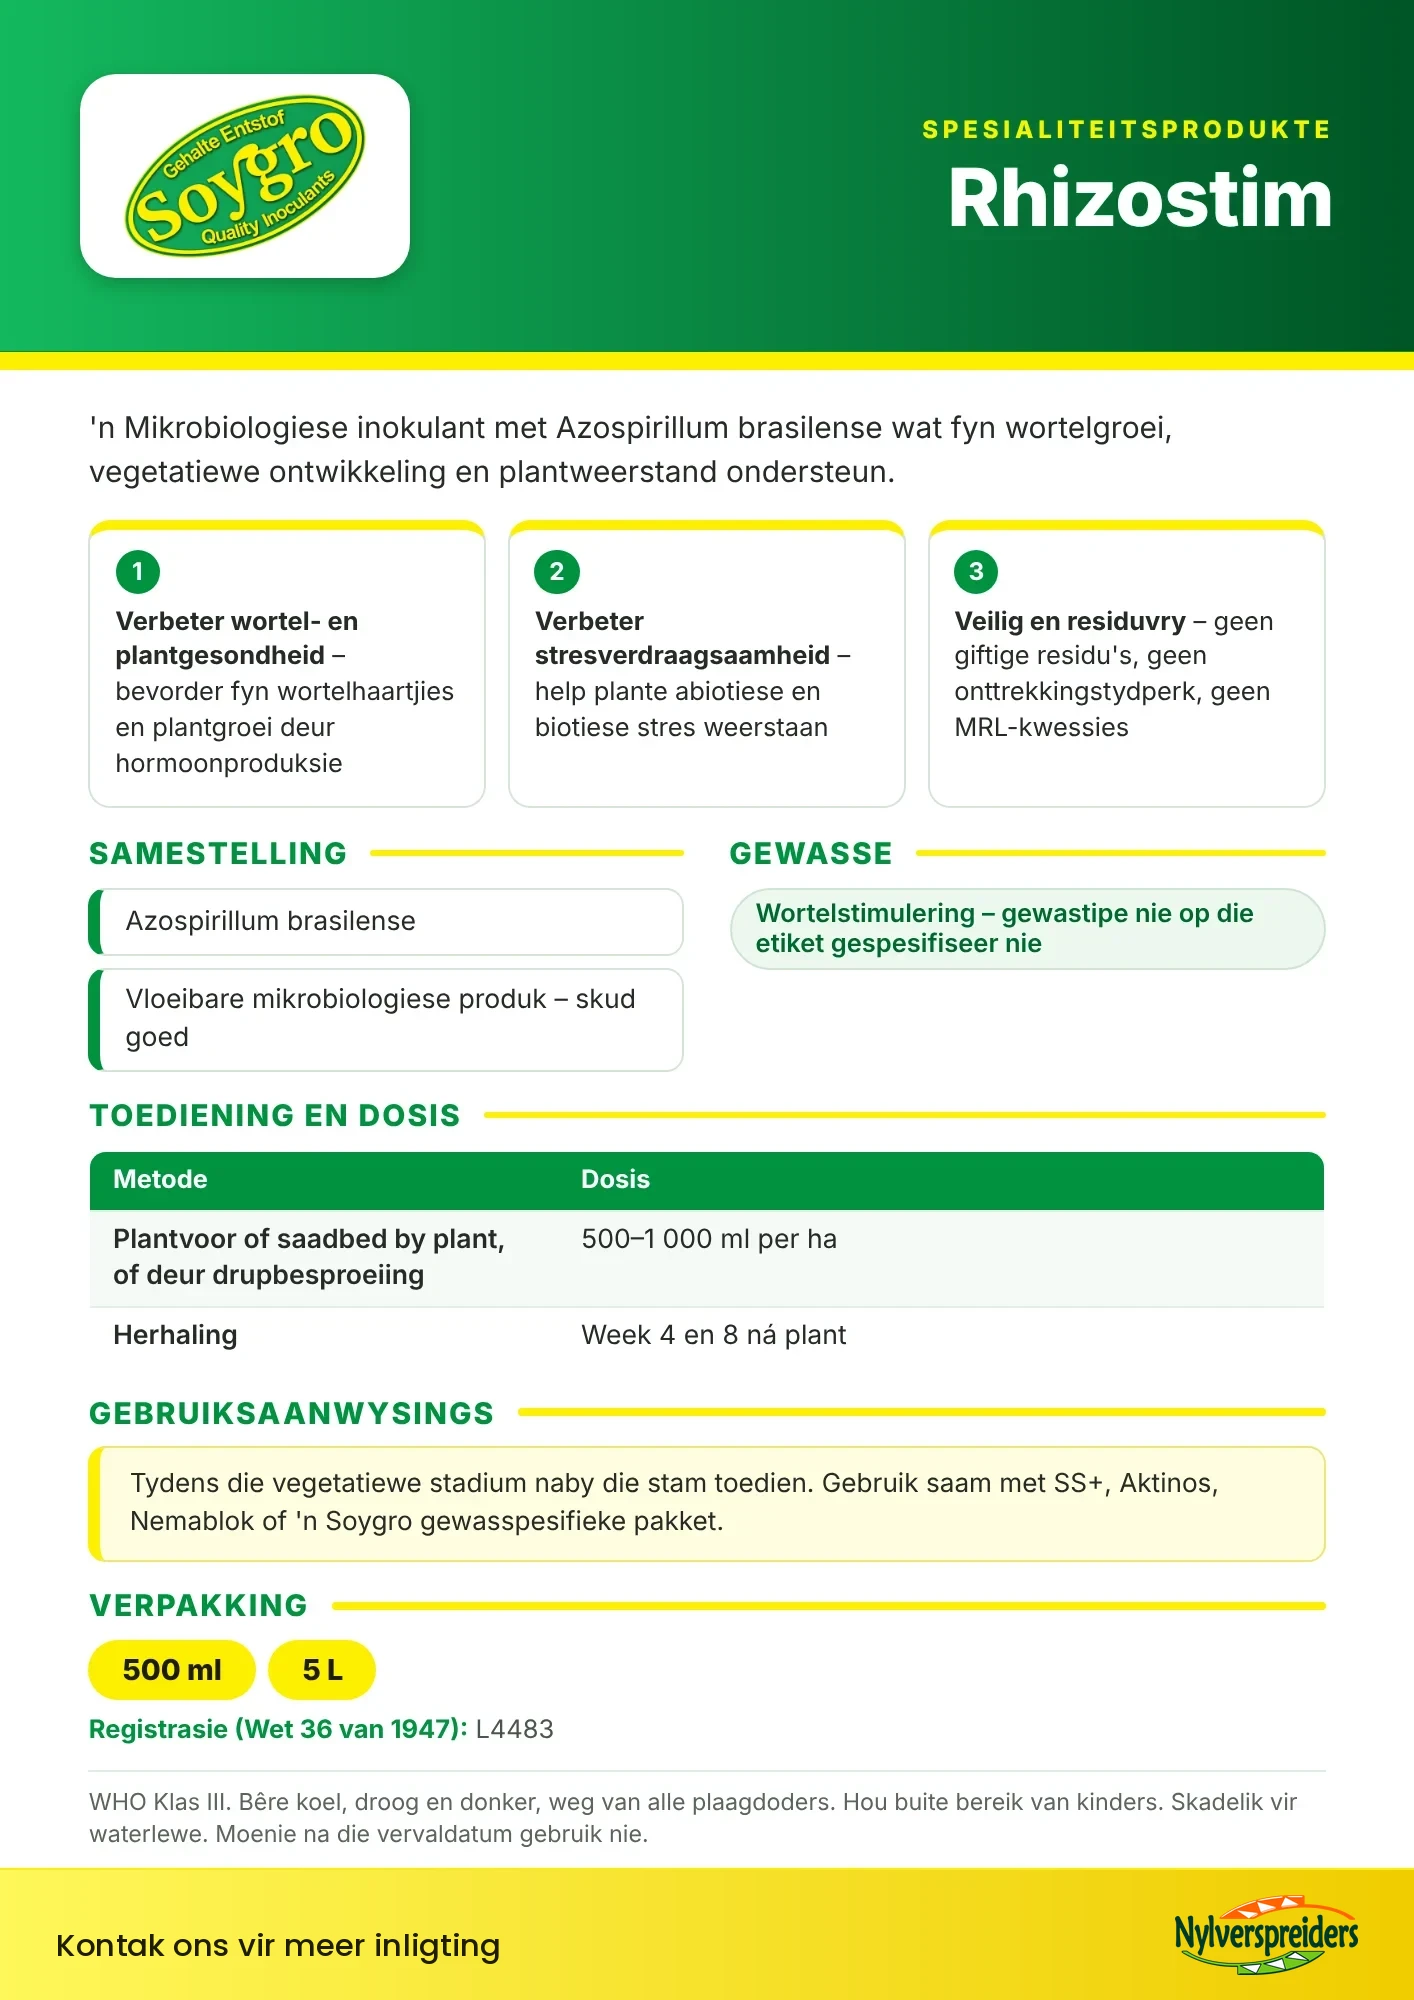 Gehalte Entstof
Soygro
Quality Inoculants
SPESIALITEITSPRODUKTE
Rhizostim
'n Mikrobiologiese inokulant met Azospirillum brasilense wat fyn wortelgroei,
vegetatiewe ontwikkeling en plantweerstand ondersteun.
1
Verbeter wortel- en
plantgesondheid –
bevorder fyn wortelhaartjies
en plantgroei deur
hormoonproduksie
2
Verbeter
stresverdraagsaamheid –
help plante abiotiese en
biotiese stres weerstaan
3
Veilig en residuvry – geen
giftige residu's, geen
onttrekkingstydperk, geen
MRL-kwessies
SAMESTELLING
Azospirillum brasilense
Vloeibare mikrobiologiese produk – skud
goed
GEWASSE
Wortelstimulering – gewastipe nie op die
etiket gespesifiseer nie
TOEDIENING EN DOSIS
Metode Dosis
Plantvoor of saadbed by plant, 500–1 000 ml per ha
of deur drupbesproeiing
Herhaling Week 4 en 8 ná plant
GEBRUIKSAANWYSINGS
Tydens die vegetatiewe stadium naby die stam toedien. Gebruik saam met SS+, Aktinos,
Nemablok of 'n Soygro gewasspesifieke pakket.
VERPAKKING
500 ml 5 L
Registrasie (Wet 36 van 1947): L4483
WHO Klas III. Bêre koel, droog en donker, weg van alle plaagdoders. Hou buite bereik van kinders. Skadelik vir
waterlewe. Moenie na die vervaldatum gebruik nie.
Kontak ons vir meer inligting
Nylverspreiders